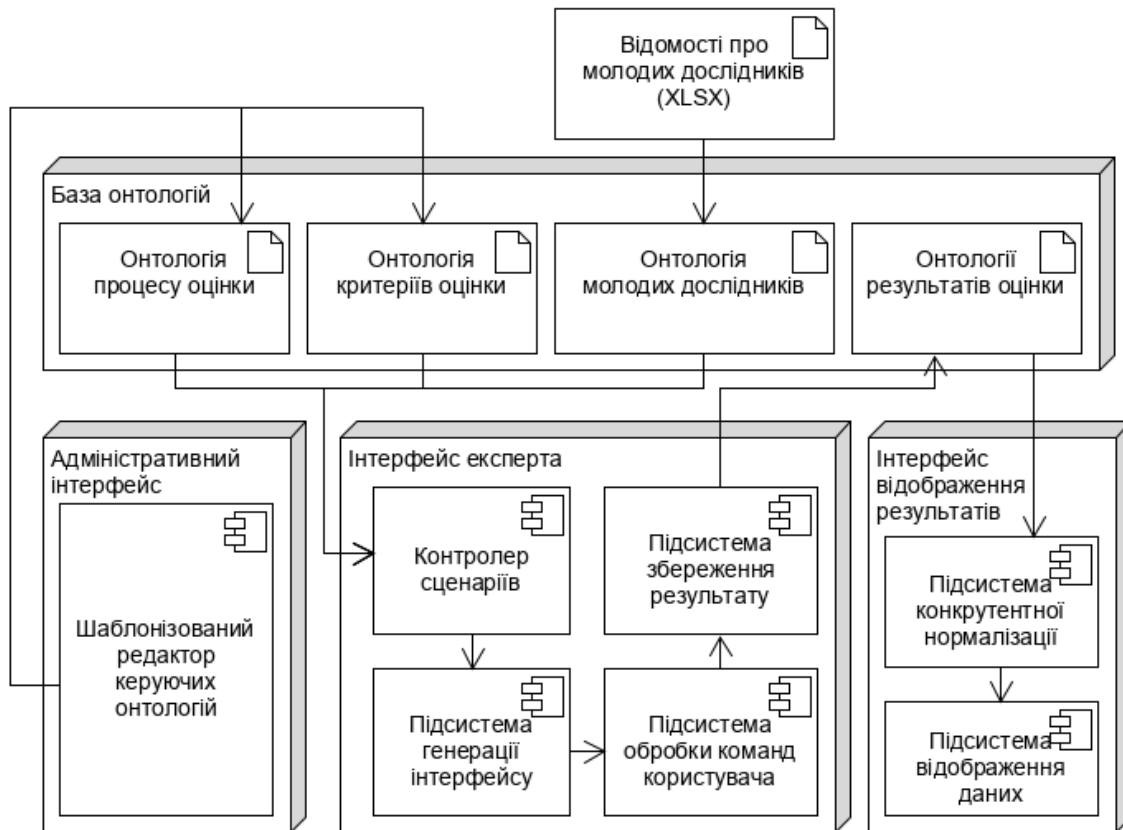 Відомості про
молодих дослідників
(XLSX)
База онтологій
Онтологія
процесу оцінки
Онтологія
критеріїв оцінки
Онтологія
молодих дослідників
Онтології
результатів оцінки
Адміністративний
інтерфейс
Шаблонізований
редактор
керуючих
онтологій
Інтерфейс експерта
Контролер
сценаріїв
Підсистема
генерації
інтерфейсу
Підсистема
збереження
результату
Підсистема
обробки команд
користувача
Інтерфейс
відображення
результатів
Підсистема
конкрутентної
нормалізації
Підсистема
відображення
даних